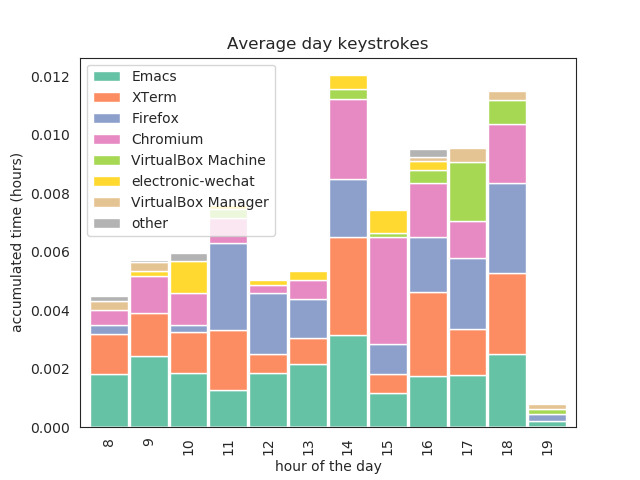 Average day keystrokes
accumulated time (hours)
0.012
0.010
0.008
0.006
0.004
0.002
0.000
Emacs
XTerm
Firefox
Chromium
VirtualBox Machine
electronic-wechat
VirtualBox Manager
other
8 9 10 11 12 13 14 15 16 17 18 19
hour of the day